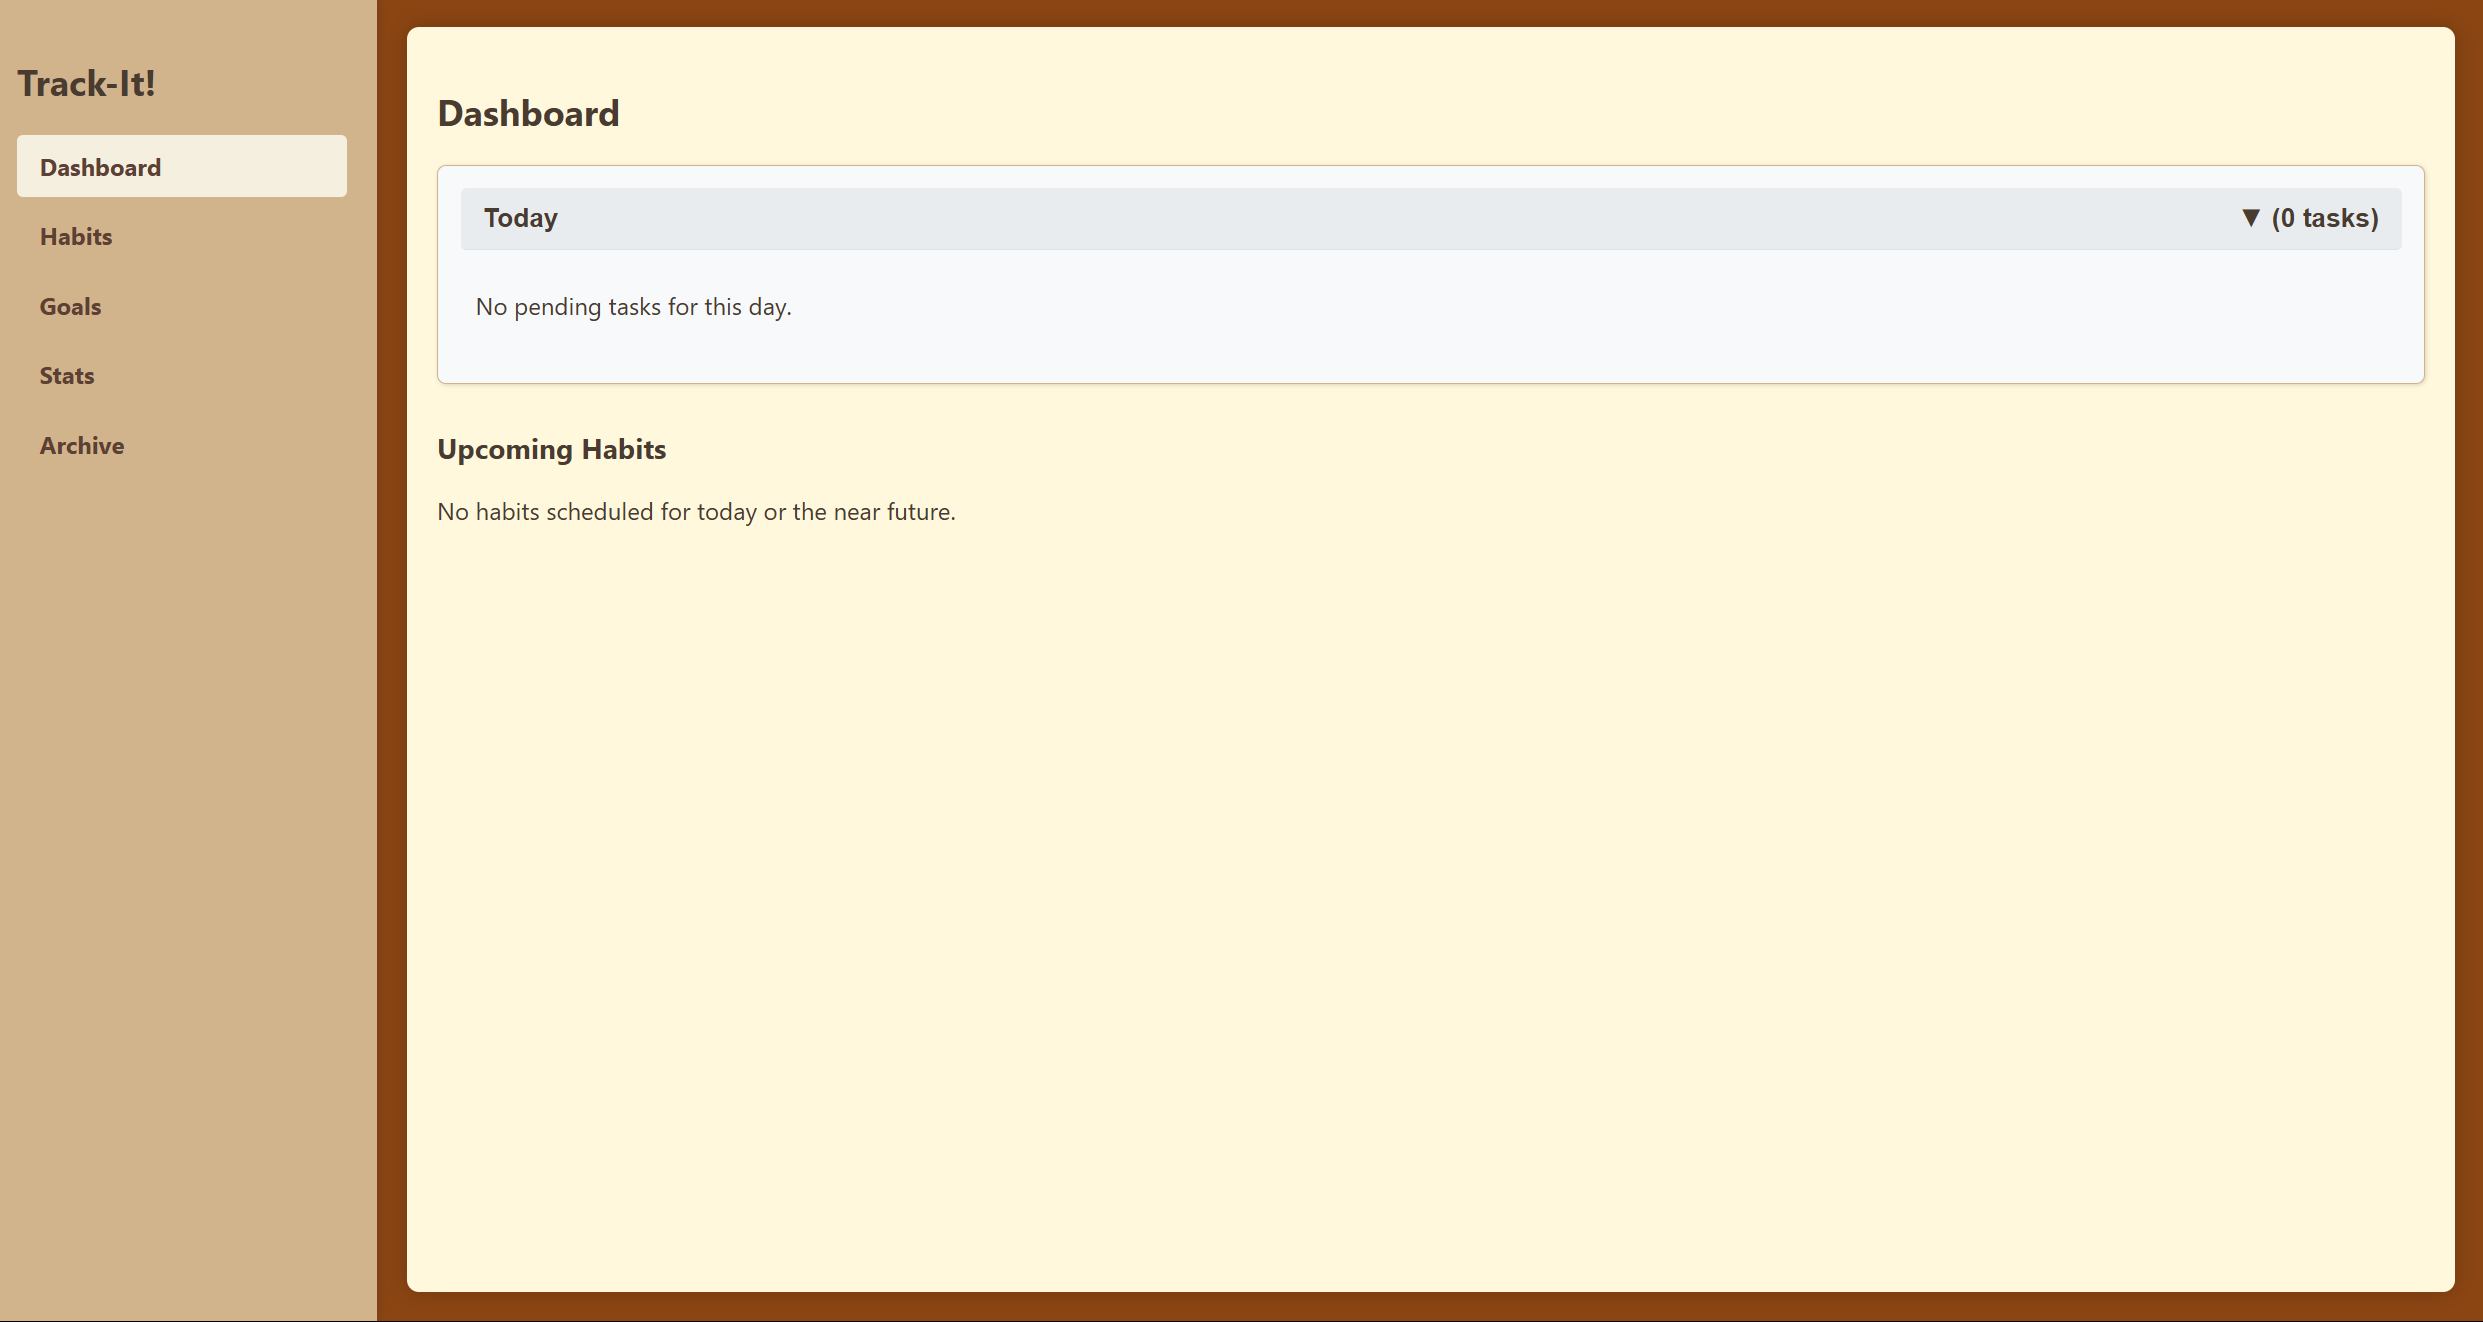 Track-It!
Dashboard
Habits
Goals
Stats
Archive
Dashboard
Today ▼ (0 tasks)
No pending tasks for this day.
Upcoming Habits
No habits scheduled for today or the near future.